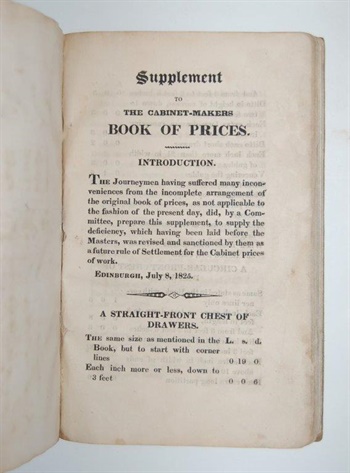 Supplement
TO
THE CABINET-MAKERS
BOOK OF PRICES.
INTRODUCTION.
THE Journeymen having suffered many incon-
veniences from the incomplete arrangement of
the original book of prices, as not applicable to
the fashion of the present day, did, by a Com-
mittee, prepare this supplement, to supply the
deficiency, which having been laid before the
Masters, was revised and sanctioned by them as
a future rule of Settlement for the Cabinet prices
of work.
EDINBURGH, July 8, 1825.
A STRAIGHT-FRONT CHEST OF
DRAWERS.
THE same size as mentioned in the L. s. d.
Book, but to start with corner
lines 0 19 0
Each inch more or less, down to
3 feet 0 0 6